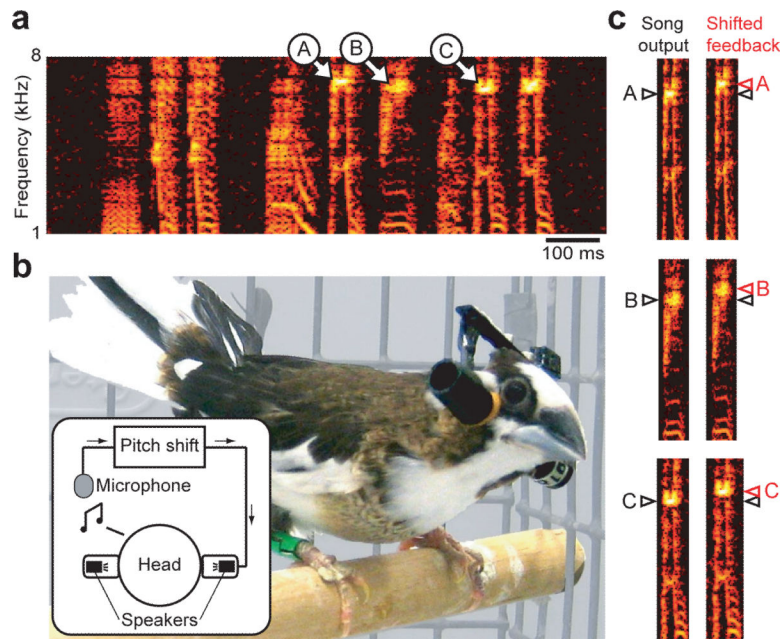 a
8
Frequency (kHz)
1
A
B
C
100 ms
b
Pitch shift
Microphone
Head
Speakers
c
Song
output
Shifted
feedback
A
A
B
B
C
C